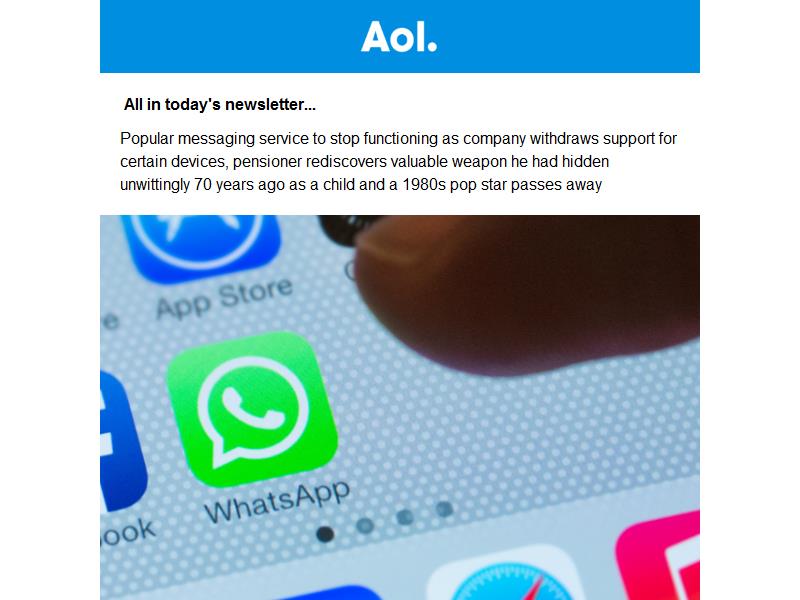 Aol.
All in today's newsletter...
Popular messaging service to stop functioning as company withdraws support for
certain devices, pensioner rediscovers valuable weapon he had hidden
unwittingly 70 years ago as a child and a 1980s pop star passes away
App Store
WhatsApp
ook